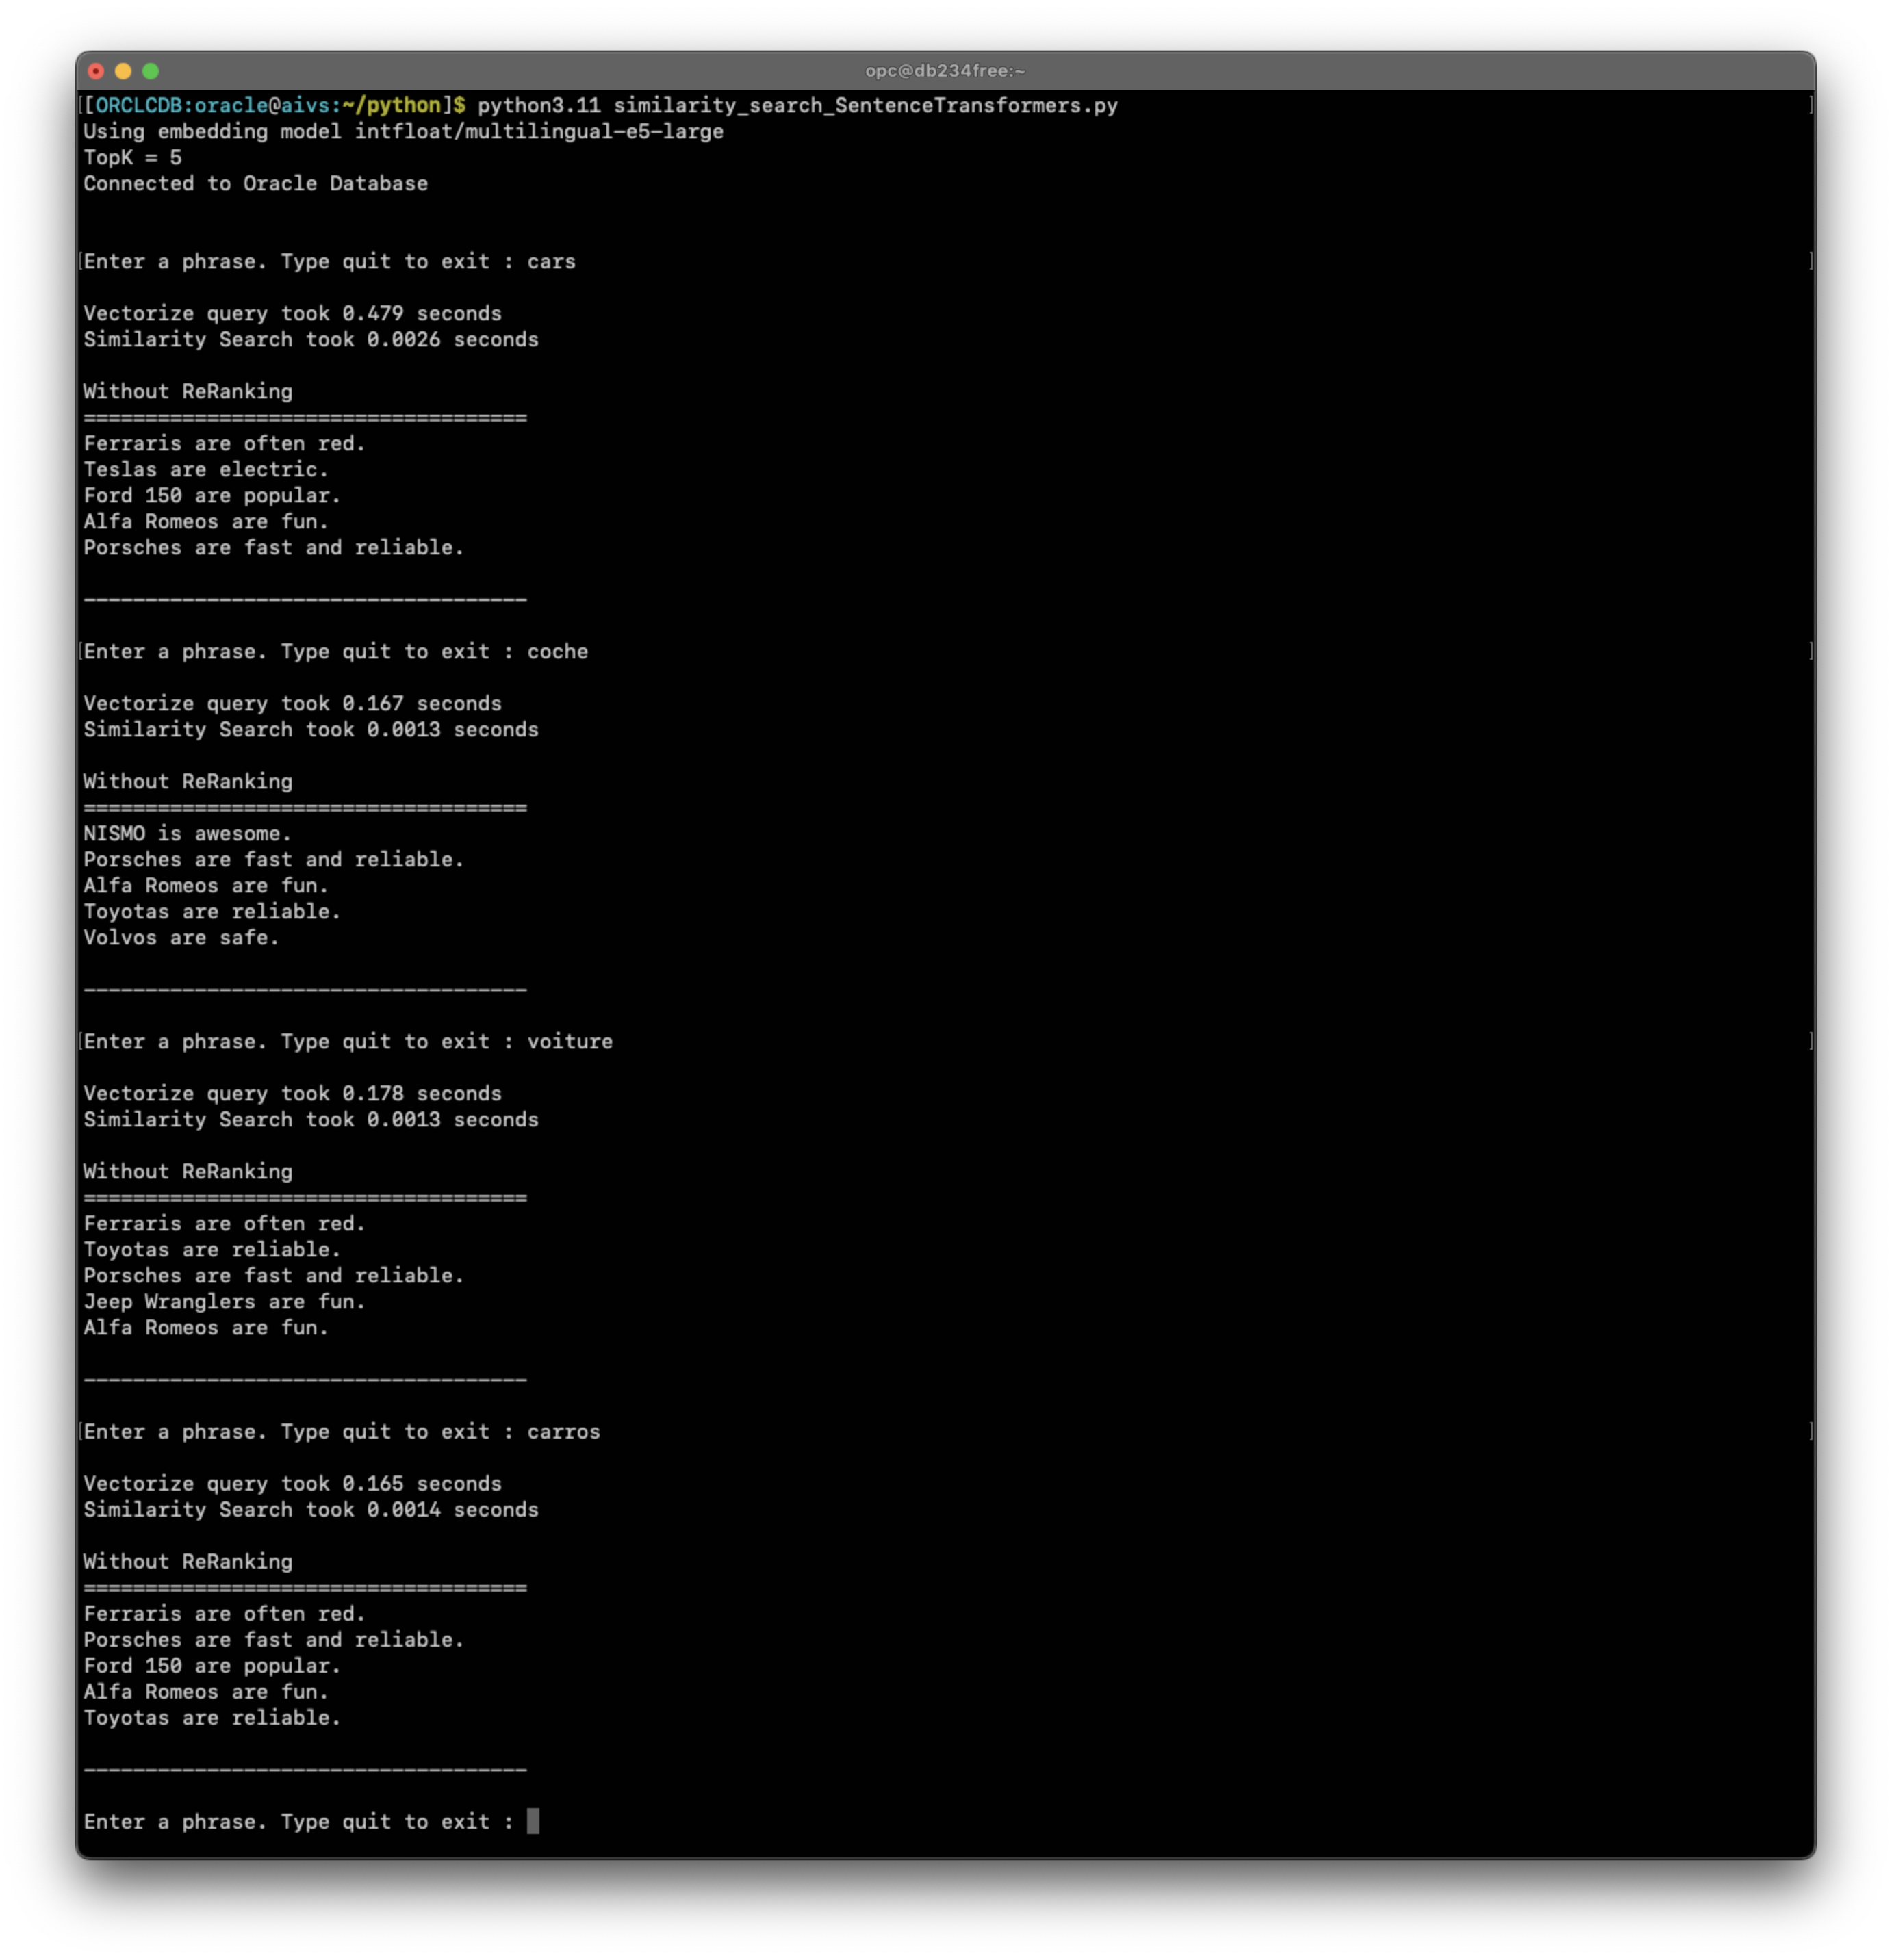 opc@db234free:~
[[ORCLCDB:oracle@aivs:~/python]$ python3.11 similarity_search_SentenceTransformers.py ]
Using embedding model intfloat/multilingual-e5-large
TopK = 5
Connected to Oracle Database
[Enter a phrase. Type quit to exit : cars ]
Vectorize query took 0.479 seconds
Similarity Search took 0.0026 seconds
Without ReRanking
====================================
Ferraris are often red.
Teslas are electric.
Ford 150 are popular.
Alfa Romeos are fun.
Porsches are fast and reliable.
------------------------------------
[Enter a phrase. Type quit to exit : coche ]
Vectorize query took 0.167 seconds
Similarity Search took 0.0013 seconds
Without ReRanking
====================================
NISMO is awesome.
Porsches are fast and reliable.
Alfa Romeos are fun.
Toyotas are reliable.
Volvos are safe.
------------------------------------
[Enter a phrase. Type quit to exit : voiture ]
Vectorize query took 0.178 seconds
Similarity Search took 0.0013 seconds
Without ReRanking
====================================
Ferraris are often red.
Toyotas are reliable.
Porsches are fast and reliable.
Jeep Wranglers are fun.
Alfa Romeos are fun.
------------------------------------
[Enter a phrase. Type quit to exit : carros ]
Vectorize query took 0.165 seconds
Similarity Search took 0.0014 seconds
Without ReRanking
====================================
Ferraris are often red.
Porsches are fast and reliable.
Ford 150 are popular.
Alfa Romeos are fun.
Toyotas are reliable.
------------------------------------
Enter a phrase. Type quit to exit :